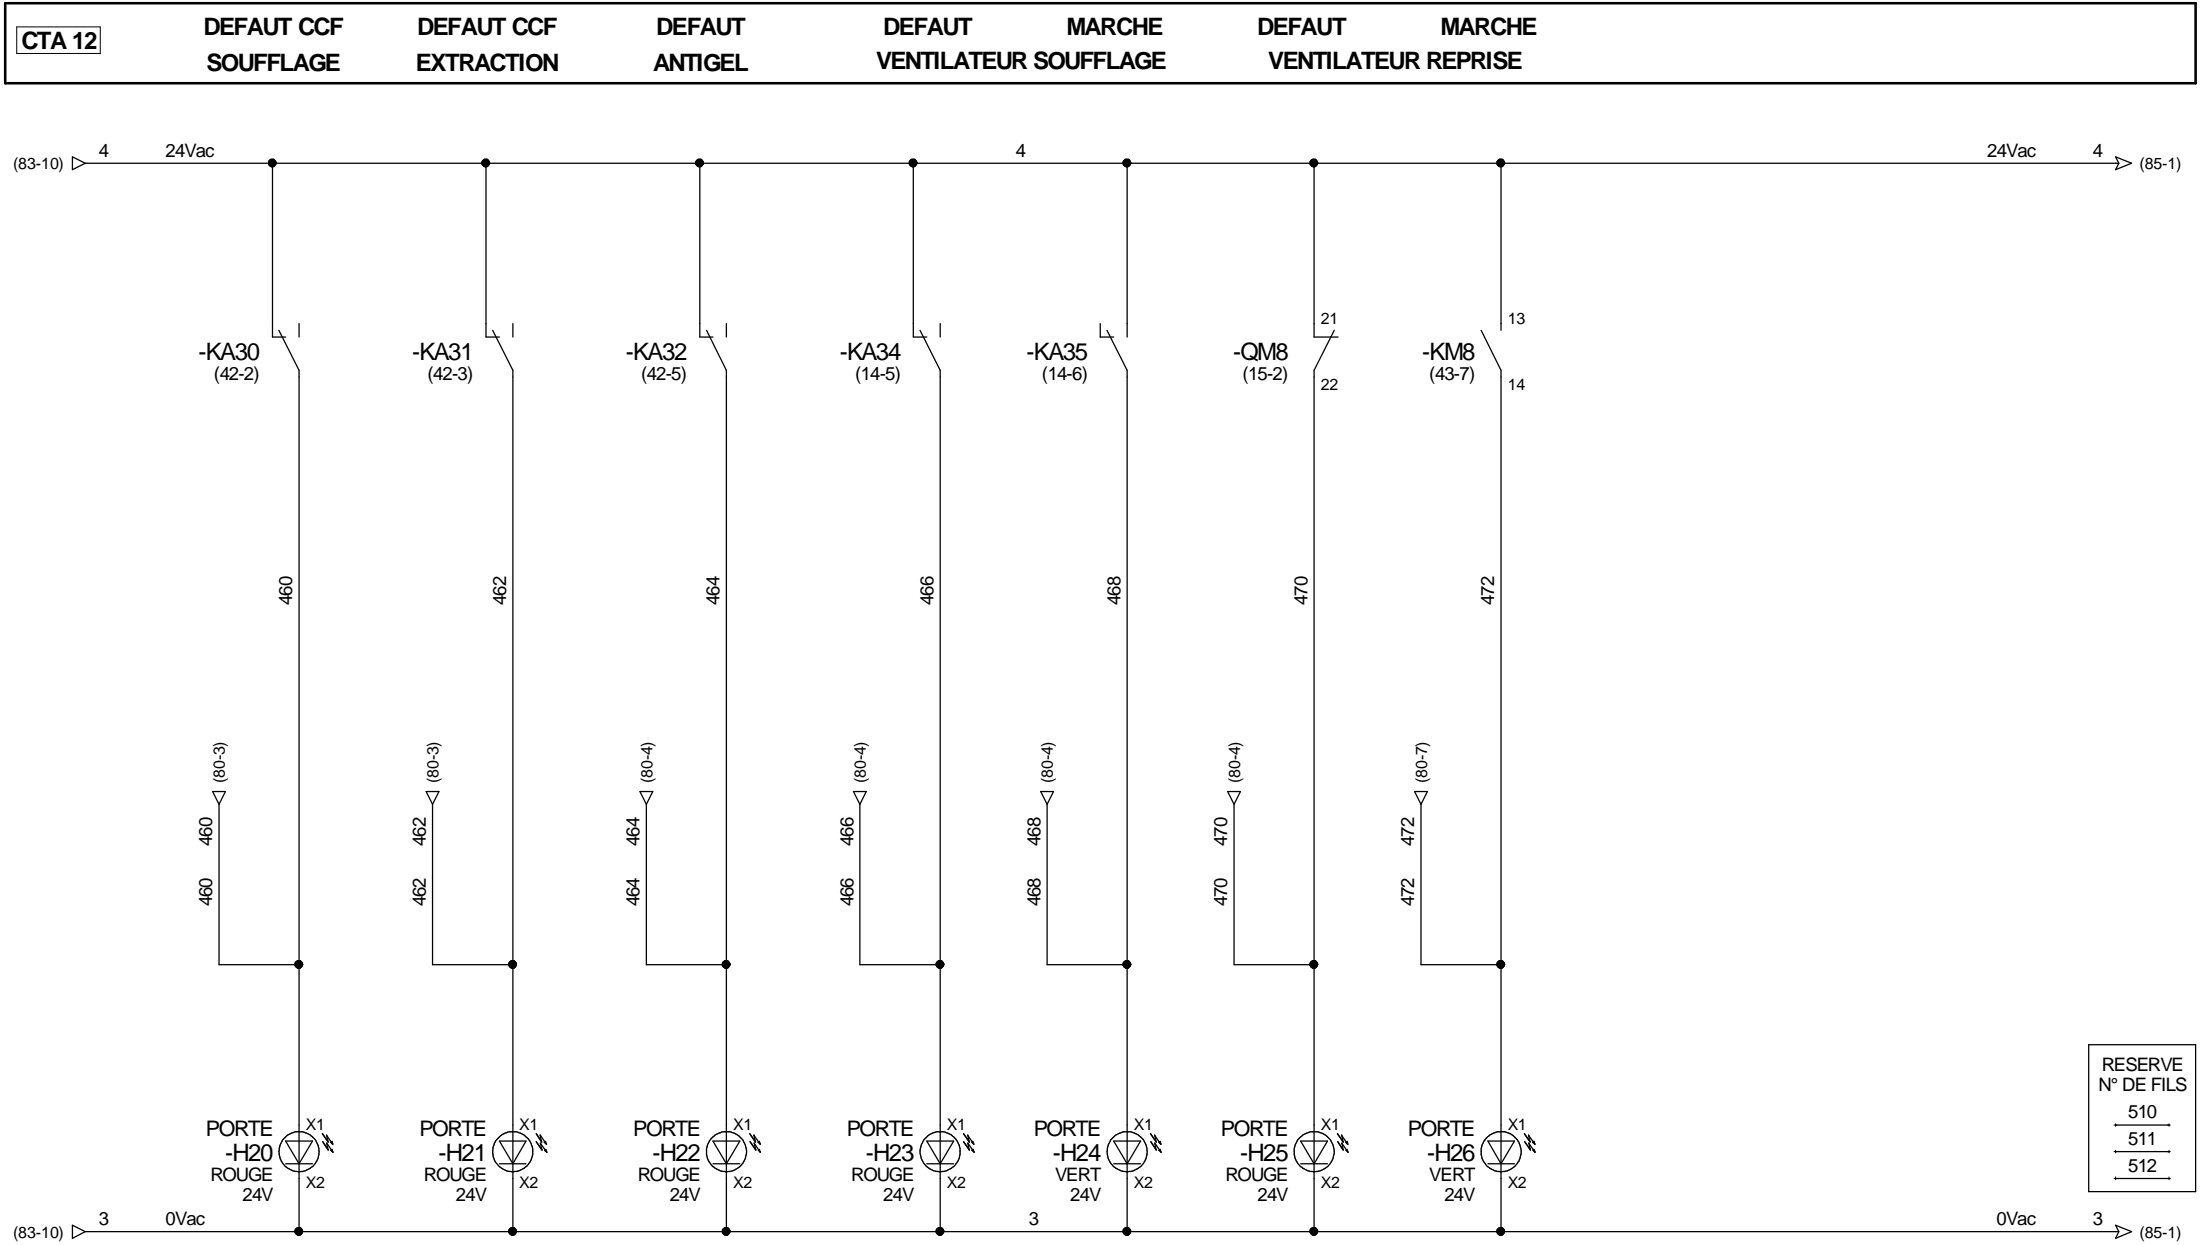 CTA 12
DEFAUT CCF DEFAUT CCF DEFAUT DEFAUT MARCHE DEFAUT MARCHE
SOUFFLAGE EXTRACTION ANTIGEL VENTILATEUR SOUFFLAGE VENTILATEUR REPRISE
(83-10) 4 24Vac 4 24Vac 4 (85-1)
21 13
-KA30 -KA31 -KA32 -KA34 -KA35 -QM8 -KM8
(42-2) (42-3) (42-5) (14-5) (14-6) (15-2) (43-7)
22 14
460 462 464 466 468 470 472
(80-3) (80-3) (80-4) (80-4) (80-4) (80-4) (80-7)
460 462 464 466 468 470 472
460 462 464 466 468 470 472
RESERVE
N° DE FILS
510
511
512
PORTE X1 PORTE X1 PORTE X1 PORTE X1 PORTE X1 PORTE X1 PORTE X1
-H20 -H21 -H22 -H23 -H24 -H25 -H26
ROUGE ROUGE ROUGE ROUGE VERT ROUGE VERT
X2 X2 X2 X2 X2 X2 X2
24V 24V 24V 24V 24V 24V 24V
(83-10) 3 0Vac 3 0Vac 3 (85-1)